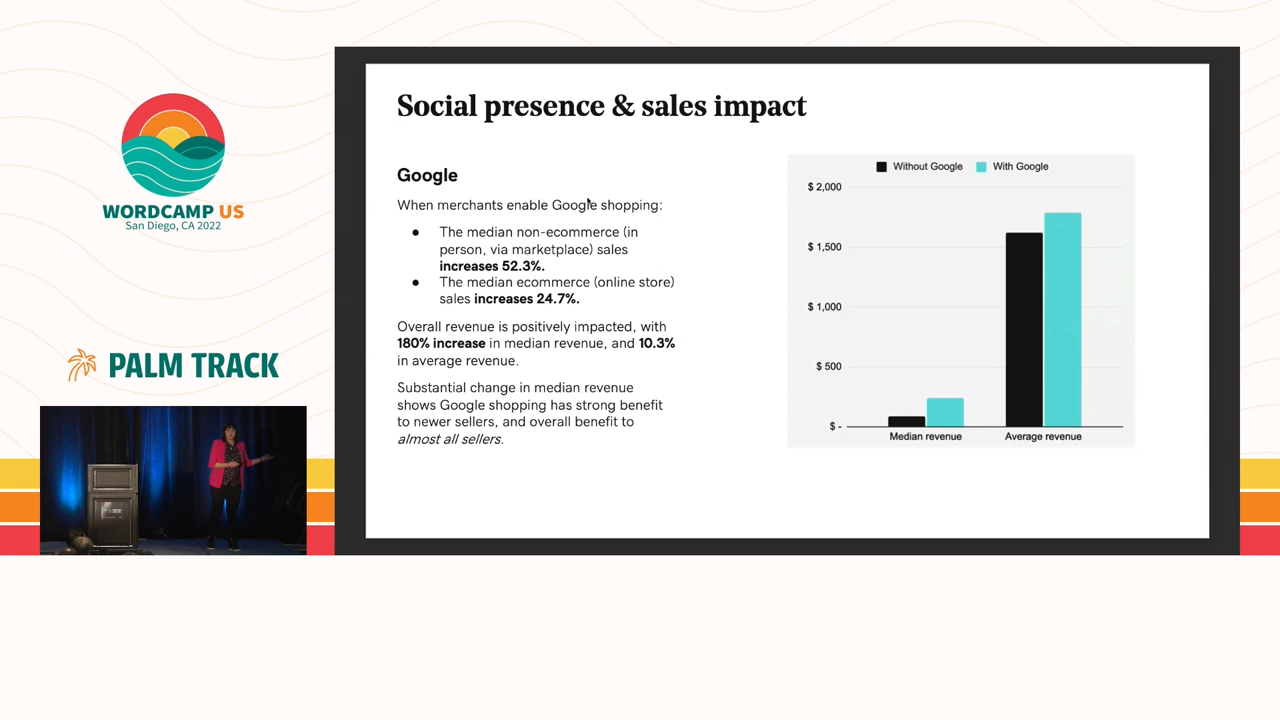 WORDCAMP US
San Diego, CA 2022
PALM TRACK
Social presence & sales impact
Google
When merchants enable Google shopping:
● The median non-ecommerce (in
person, via marketplace) sales
increases 52.3%.
● The median ecommerce (online store)
sales increases 24.7%.
Overall revenue is positively impacted, with
180% increase in median revenue, and 10.3%
in average revenue.
Substantial change in median revenue
shows Google shopping has strong benefit
to newer sellers, and overall benefit to
almost all sellers.
Without Google With Google
$ 2,000
$ 1,500
$ 1,000
$ 500
$ -
Median revenue Average revenue